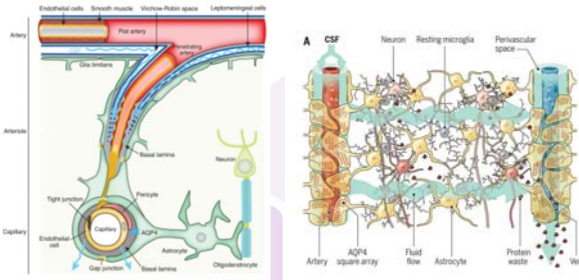 Endothelial cells Smooth muscle Virchow-Robin space Leptomeningeal cells
Artery
Pial artery
Penetrating
artery
Glia limitans
Arteriole
Basal lamina
Neuron
Tight junction
Pericyte
Capillary
Capillary
AQP4
Endothelial
cell
Astrocyte
Gap junction
Basal lamina
Oligodendrocyte
A
CSF
Neuron
Resting microglia
Perivascular
space
Artery
AQP4
square array
Fluid
flow
Astrocyte
Protein
waste